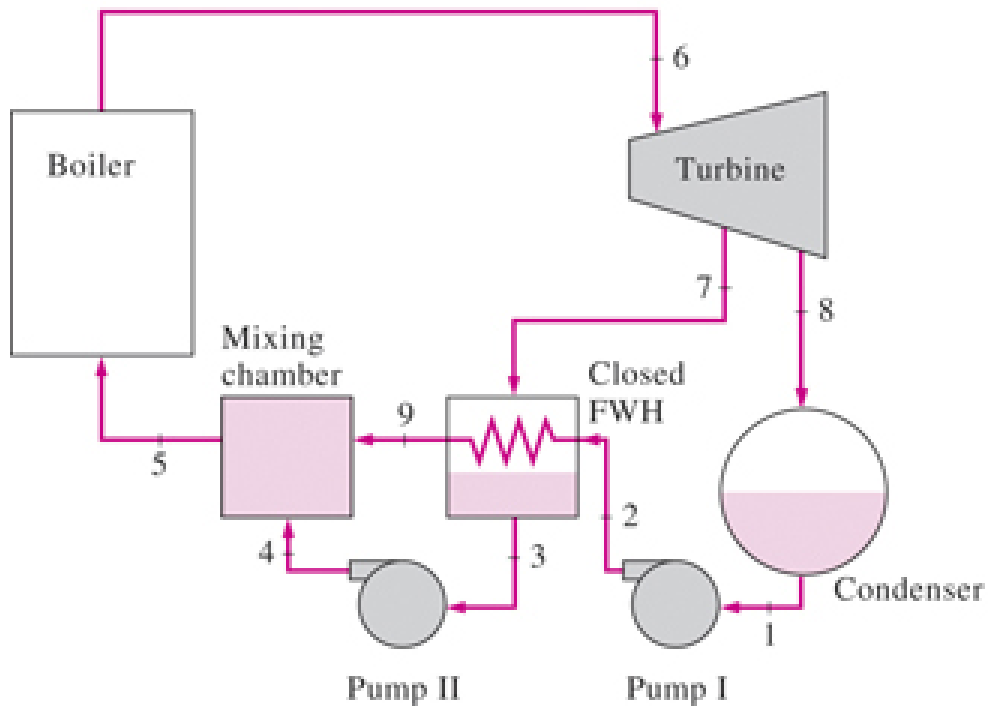 6
Boiler
Turbine
7
8
Mixing
chamber
Closed
FWH
9
5
2
4
3
Condenser
1
Pump II
Pump I